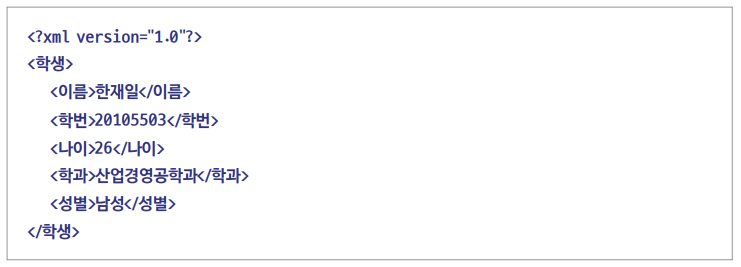 <?xml version="1.0"?>
<학생>
<이름>한재일</이름>
<학번>20105503</학번>
<나이>26</나이>
<학과>산업경영공학과</학과>
<성별>남성</성별>
</학생>